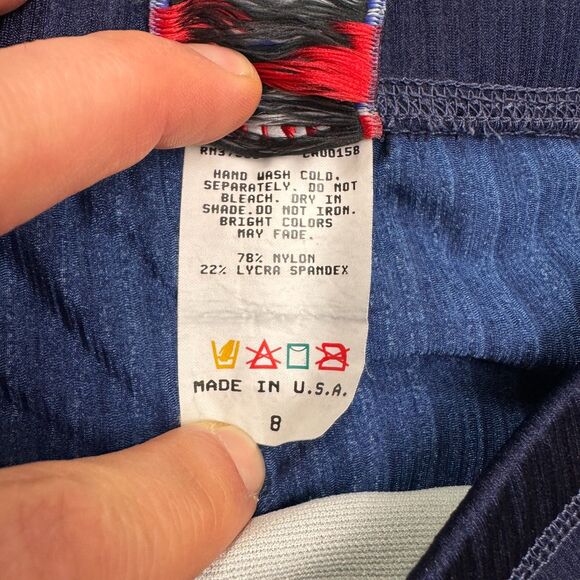 HAND WASH COLD.
SEPARATELY. DO NOT
BLEACH. DRY IN
SHADE.DO NOT IRON.
BRIGHT COLORS
MAY FADE.
78% NYLON
22% LYCRA SPANDEX
MADE IN U.S.A.
8